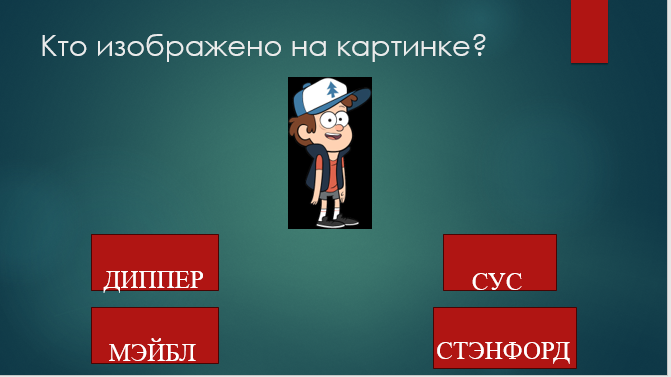 Кто изображено на картинке?
ДИППЕР
СУС
МЭЙБЛ
СТЭНФОРД